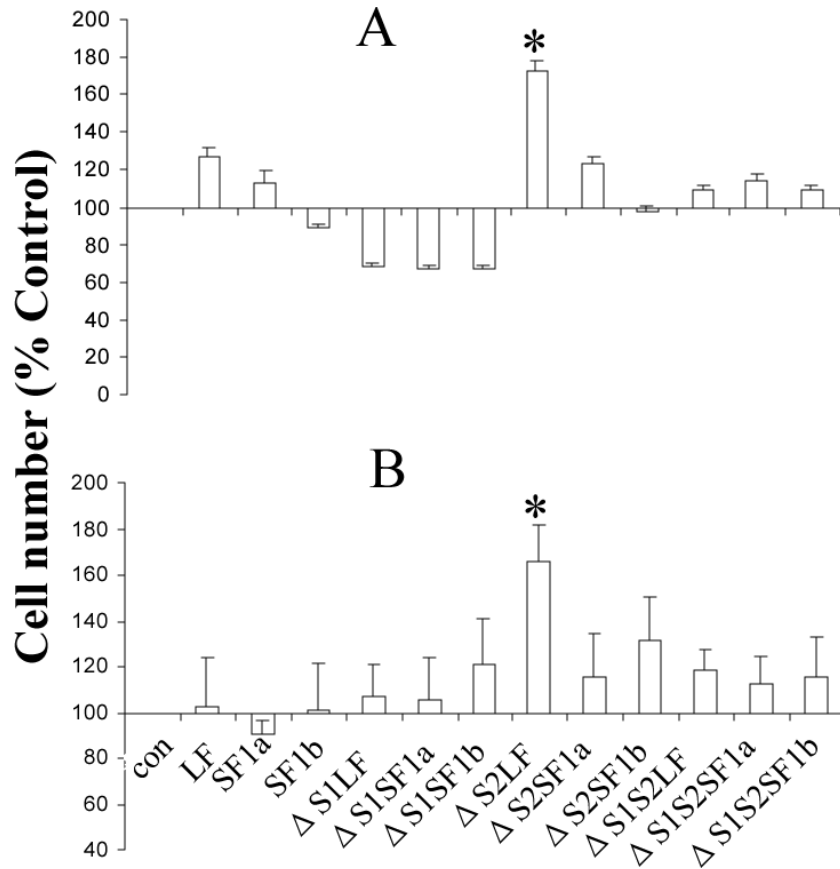 Cell number (% Control)
A
*
200
180
160
140
120
100
80
60
40
20
0
B
*
200
180
160
140
120
100
80
60
40
con
LF
SF1a
SF1b
Δ S1LF
Δ S1SF1a
Δ S1SF1b
Δ S2LF
Δ S2SF1a
Δ S2SF1b
Δ S1S2LF
Δ S1S2SF1a
Δ S1S2SF1b